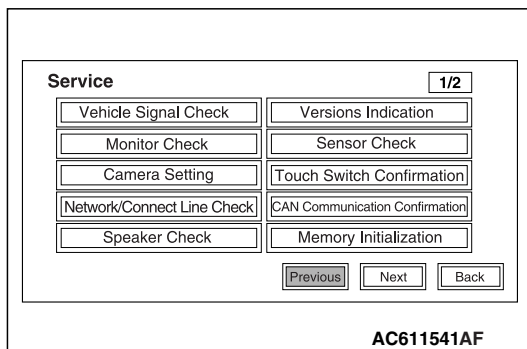 Service 1/2
Vehicle Signal Check Versions Indication
Monitor Check Sensor Check
Camera Setting Touch Switch Confirmation
Network/Connect Line Check CAN Communication Confirmation
Speaker Check Memory Initialization
Previous Next Back
AC611541AF